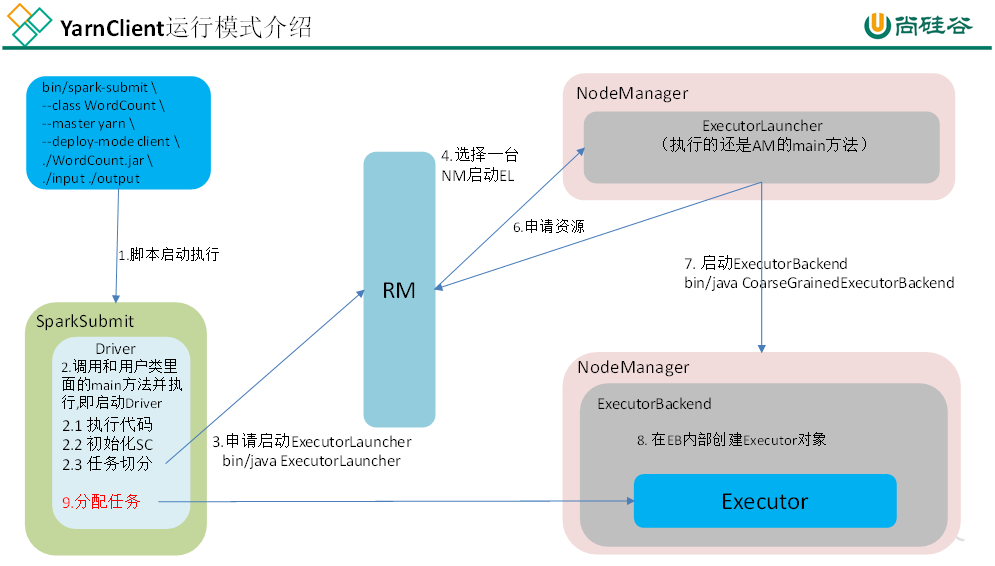 YarnClient运行模式介绍
尚硅谷
bin/spark-submit \
--class WordCount \
--master yarn \
--deploy-mode client \
./WordCount.jar \
./input ./output
1.脚本启动执行
SparkSubmit
Driver
2.调用和用户类里
面的main方法并执
行,即启动Driver
2.1 执行代码
2.2 初始化SC
2.3 任务切分
9.分配任务
3.申请启动ExecutorLauncher
bin/java ExecutorLauncher
RM
4.选择一台
NM启动EL
6.申请资源
NodeManager
ExecutorLauncher
（执行的还是AM的main方法）
7. 启动ExecutorBackend
bin/java CoarseGrainedExecutorBackend
NodeManager
ExecutorBackend
8. 在EB内部创建Executor对象
Executor